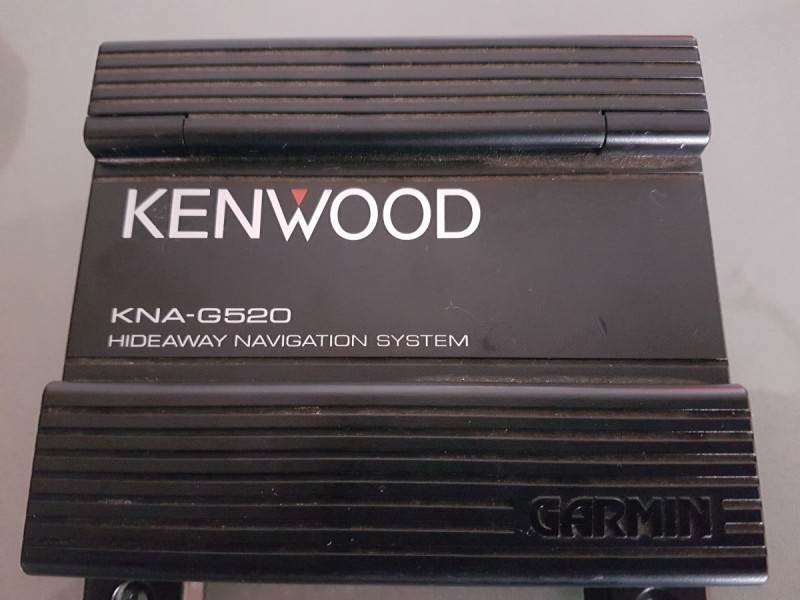 KENWOOD
KNA-G520
HIDEAWAY NAVIGATION SYSTEM
GARMIN